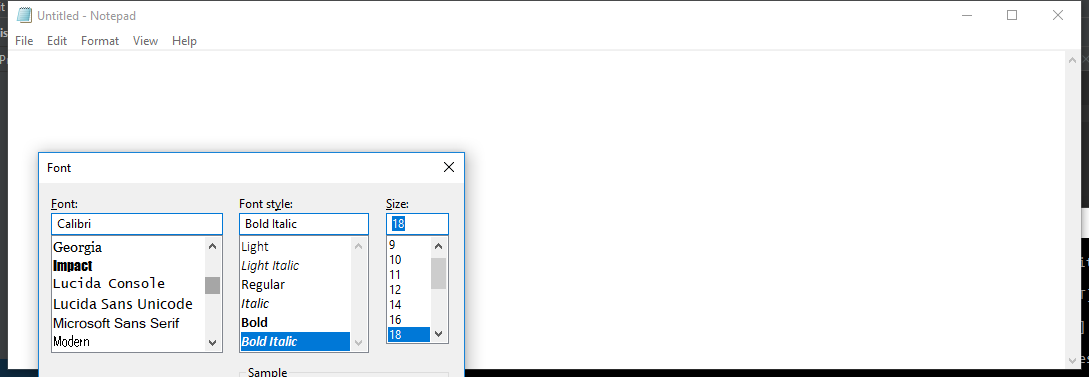 Untitled - Notepad
File Edit Format View Help
Font
Font: Font style: Size:
Calibri Bold Italic 18
Georgia Light 9
Impact Light Italic 10
Lucida Console Regular 11
Lucida Sans Unicode Italic 12
Microsoft Sans Serif Bold 14
Modern Bold Italic 16
18
Sample